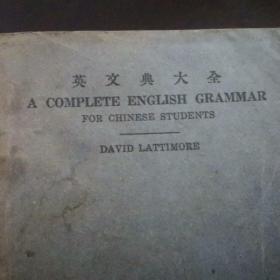 英文典大全
A COMPLETE ENGLISH GRAMMAR
FOR CHINESE STUDENTS
DAVID LATTIMORE